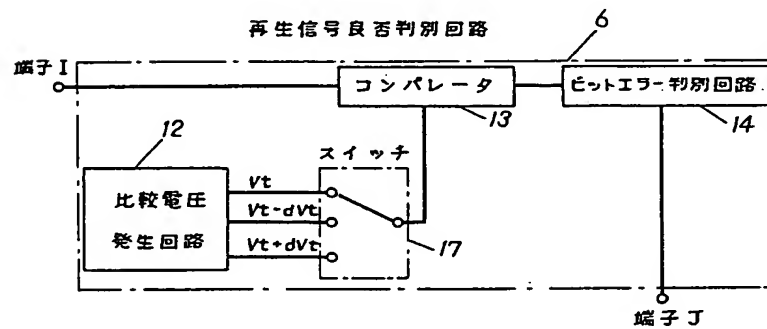 再生信号良否判別回路
6
端子I
コンパレータ
13
ビットエラー判別回路
14
12
比較電圧
発生回路
スイッチ
Vt
Vt-dVt
Vt+dVt
17
端子J